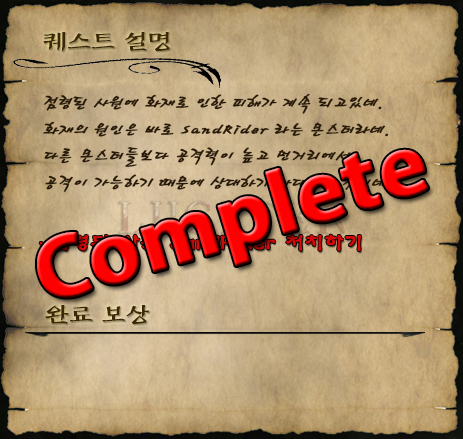 퀘스트 설명
점령된 사원에 화재로 인한 피해가 계속 되고있네.
화재의 원인은 바로 SandRider 라는 몬스터라네.
다른 몬스터들보다 공격력이 높고 먼거리에서
공격이 가능하기 때문에 상대하기
Complete
처치하기
완료 보상